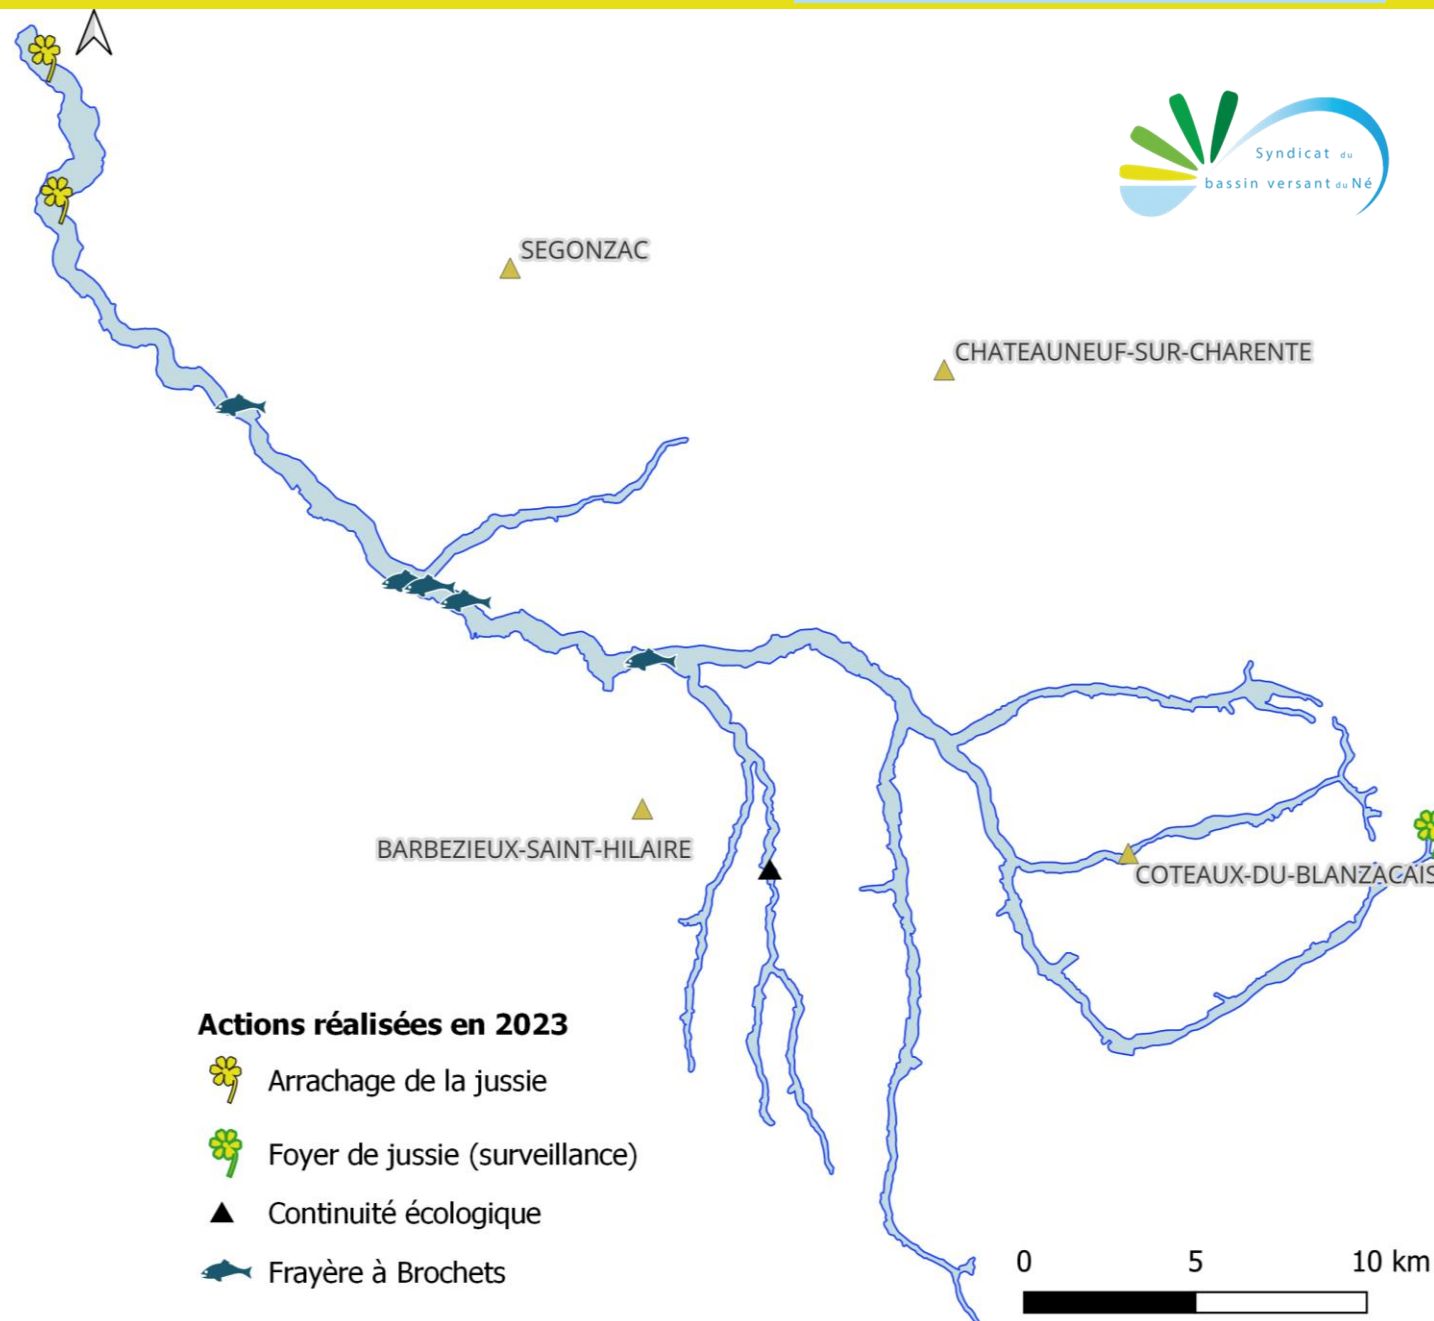 Syndicat du
bassin versant du Né
SEGONZAC
CHATEAUNEUF-SUR-CHARENTE
BARBEZIEUX-SAINT-HILAIRE
COTEAUX-DU-BLANZACAIS
Actions réalisées en 2023
Arrachage de la jussie
Foyer de jussie (surveillance)
Continuité écologique
Frayère à Brochets
0 5 10 km